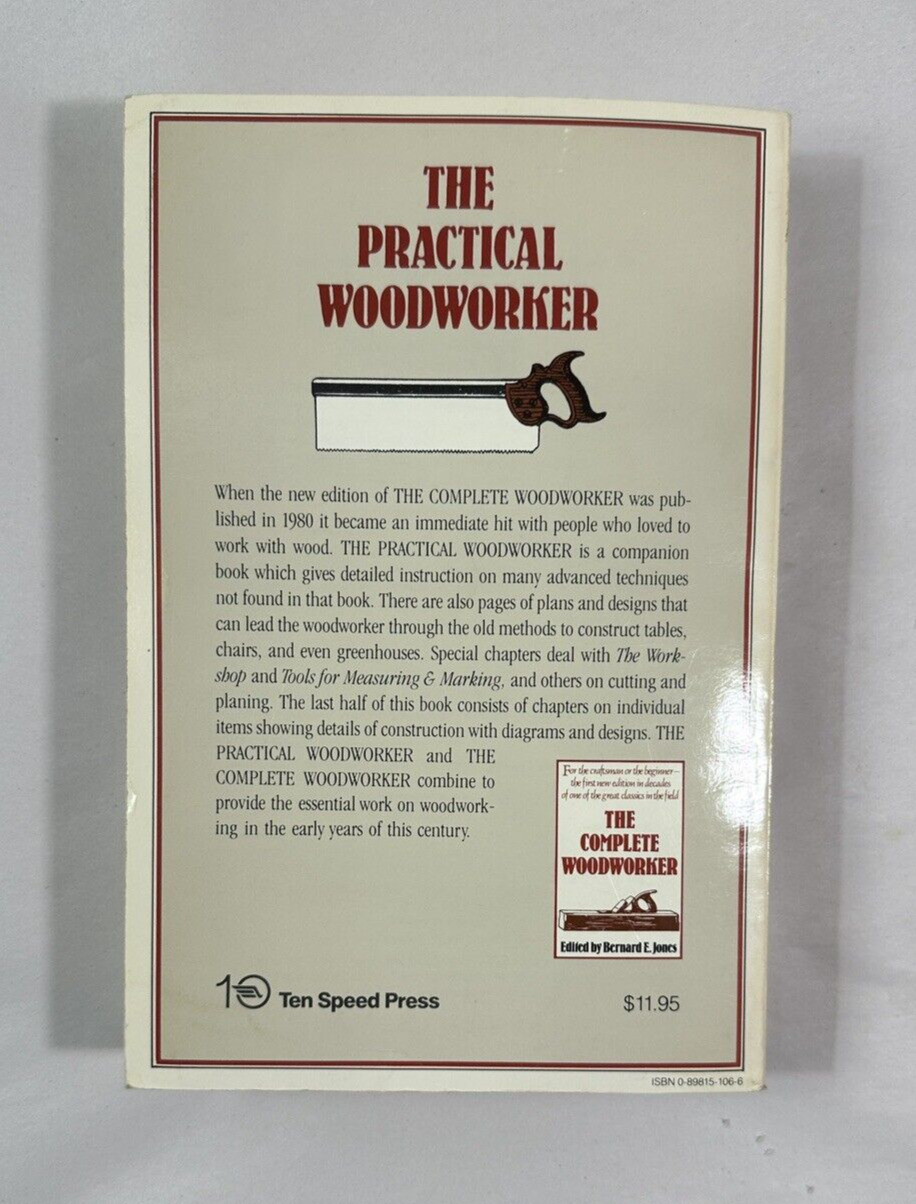 THE
PRACTICAL
WOODWORKER
When the new edition of THE COMPLETE WOODWORKER was pub-
lished in 1980 it became an immediate hit with people who loved to
work with wood. THE PRACTICAL WOODWORKER is a companion
book which gives detailed instruction on many advanced techniques
not found in that book. There are also pages of plans and designs that
can lead the woodworker through the old methods to construct tables,
chairs, and even greenhouses. Special chapters deal with The Work-
shop and Tools for Measuring & Marking, and others on cutting and
planing. The last half of this book consists of chapters on individual
items showing details of construction with diagrams and designs. THE
PRACTICAL WOODWORKER and THE
COMPLETE WOODWORKER combine to
provide the essential work on woodwork-
ing in the early years of this century.
For the craftsman or the beginner—
the first new edition in decades
of one of the great classics in the field
THE
COMPLETE
WOODWORKER
Edited by Bernard E. Jones
10 Ten Speed Press
$11.95
ISBN 0-89815-106-6